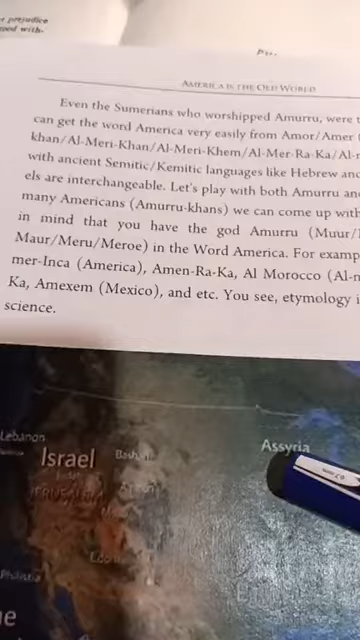 r prejudice
AMERICA IS THE OLD WORLD
Even the Sumerians who worshipped Amurru, were
can get the word America very easily from Amor/Amer
khan/Al-Meri-Khan/Al-Meri-Khem/Al-Mer-Ra-Ka/Al-
with ancient Semitic/Kemitic languages like Hebrew and
els are interchangeable. Let's play with both Amurru an
many Americans (Amurru-khans) we can come up with
in mind that you have the god Amurru (Muur/
Maur/Meru/Meroe) in the Word America. For examp
mer-Inca (America), Amen-Ra-Ka, Al Morocco (Al-
Ka, Amexem (Mexico), and etc. You see, etymology i
science.
Lebanon
Israel
Assyria
JERUSALEM
Philistia